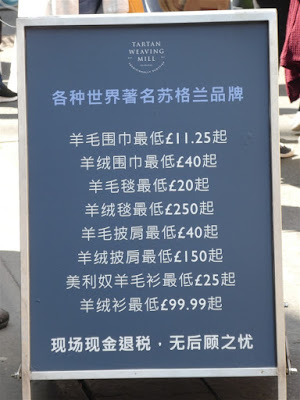 TARTAN
WEAVING
MILL
各种世界著名苏格兰品牌
羊毛围巾最低£11.25起
羊绒围巾最低£40起
羊毛毯最低£20起
羊绒毯最低£250起
羊毛披肩最低£40起
羊绒披肩最低£150起
美利奴羊毛衫最低£25起
羊绒衫最低£99.99起
现场现金退税·无后顾之忧